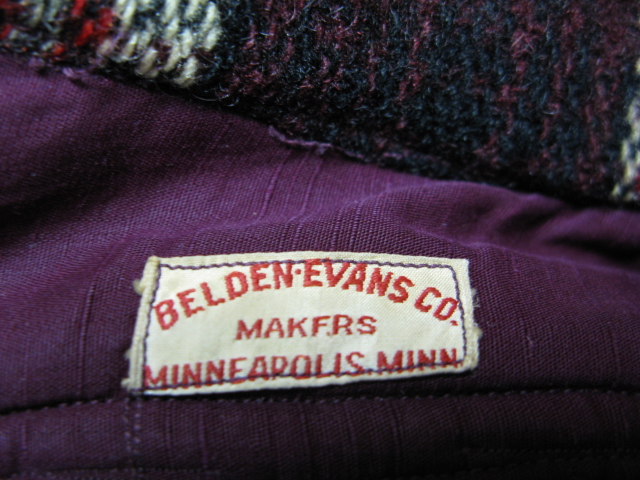 BELDEN-EVANS CO.
MAKERS
MINNEAPOLIS. MINN.